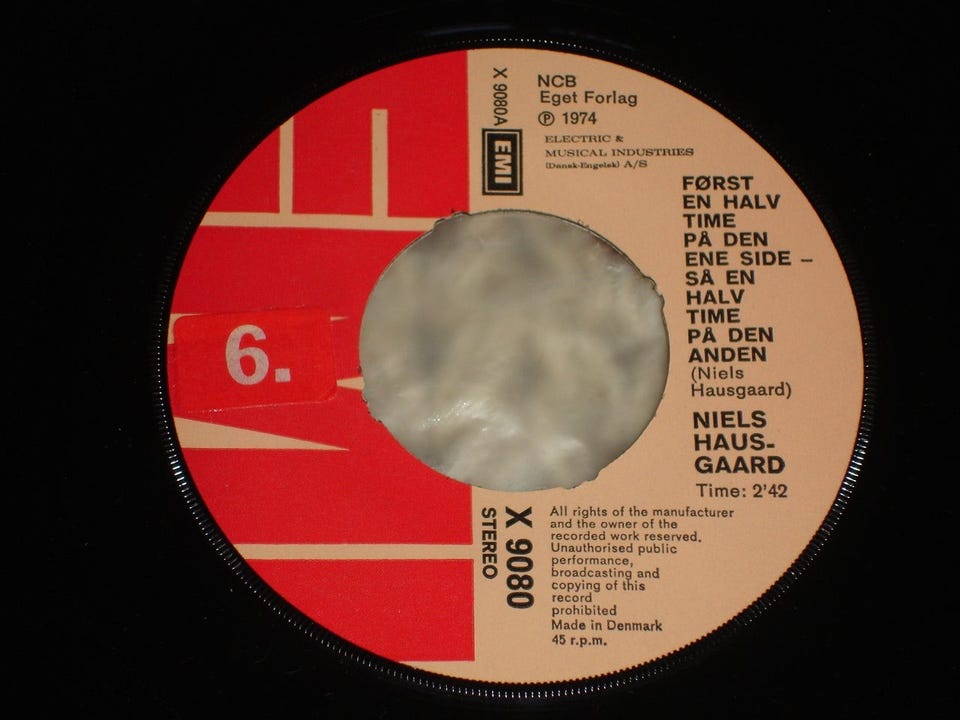 NCB
Eget Forlag
Ⓟ 1974
ELECTRIC &
MUSICAL INDUSTRIES
(Dansk-Engelsk) A/S
X 9080A
EMI
FØRST
EN HALV
TIME
PÅ DEN
ENE SIDE –
SÅ EN
HALV
TIME
PÅ DEN
ANDEN
(Niels
Hausgaard)
NIELS
HAUS-
GAARD
Time: 2'42
6.
X 9080
STEREO
All rights of the manufacturer
and the owner of the
recorded work reserved.
Unauthorised public
performance,
broadcasting and
copying of this
record
prohibited
Made in Denmark
45 r.p.m.
EMI